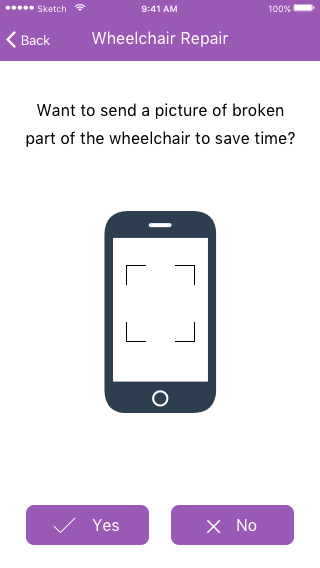 Sketch 9:41 AM 100%
Back Wheelchair Repair
Want to send a picture of broken
part of the wheelchair to save time?
Yes No